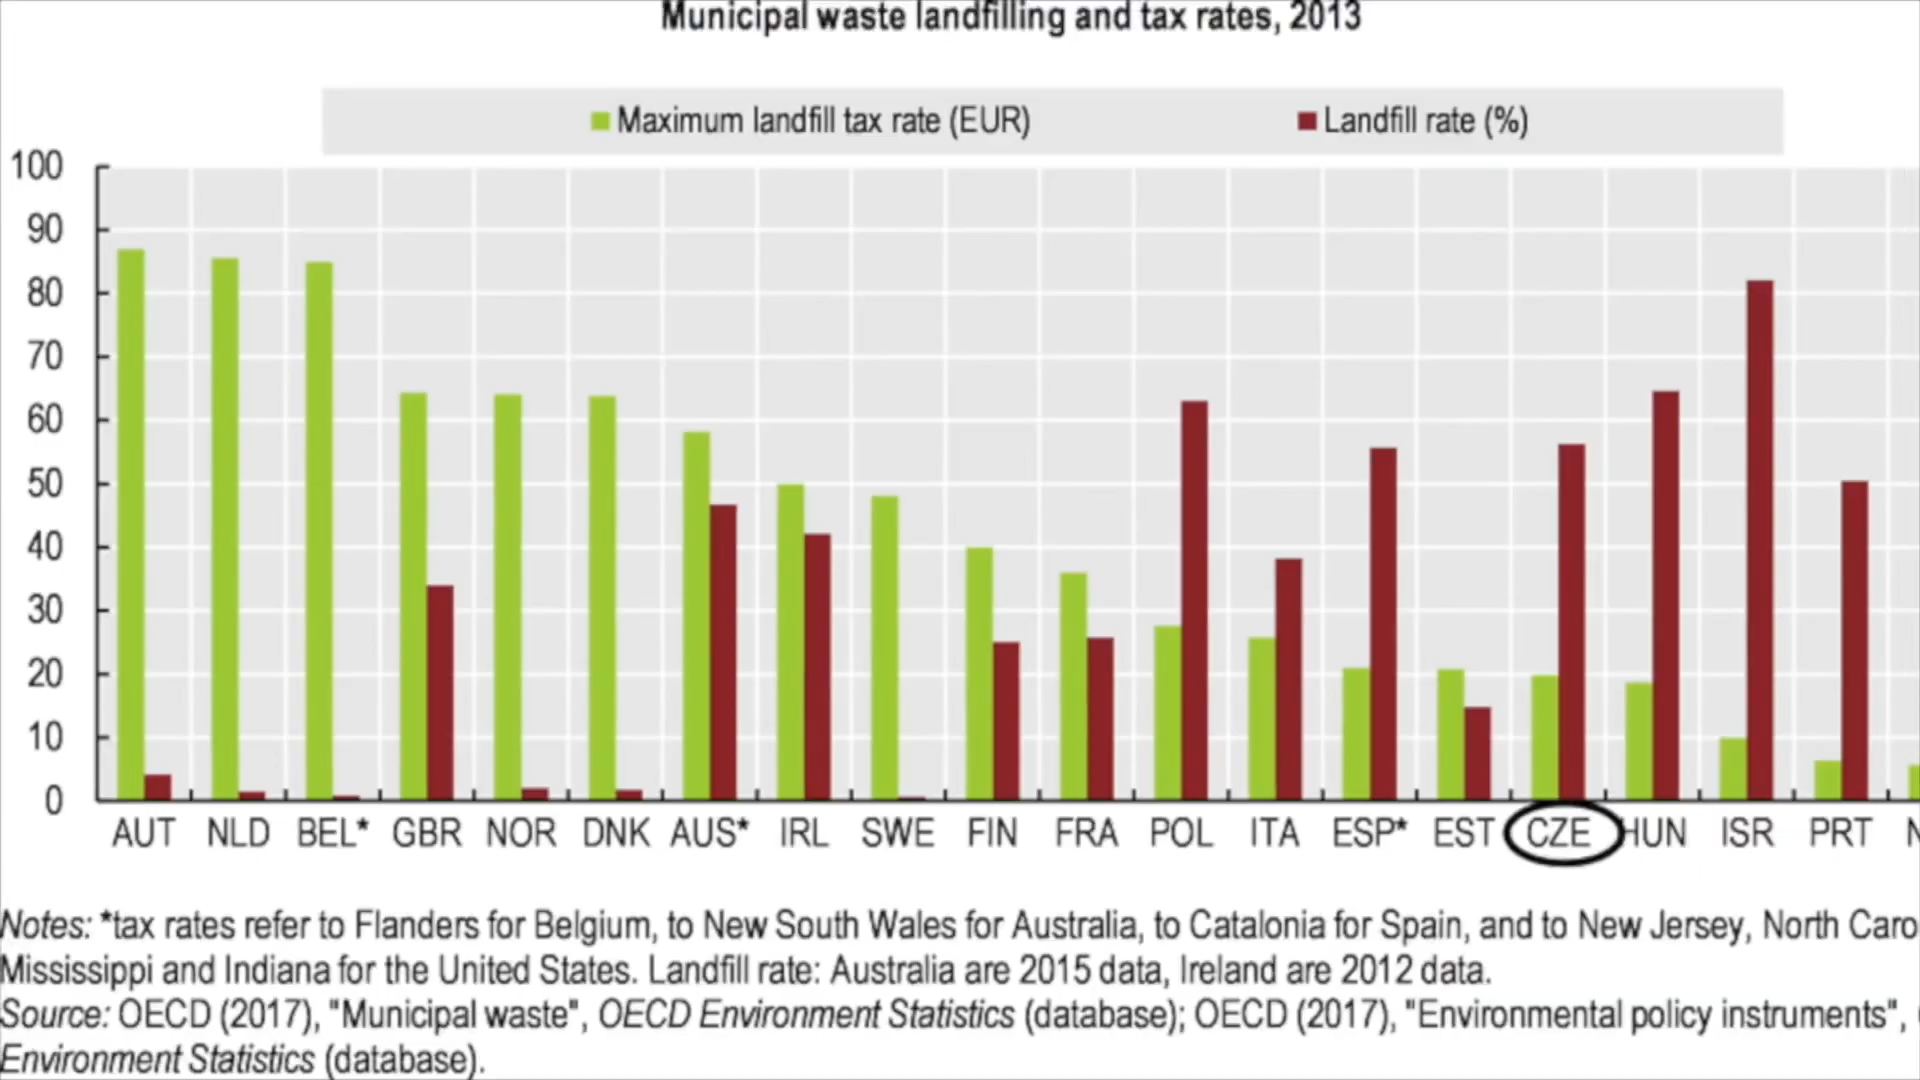 Municipal waste landfilling and tax rates, 2013
Maximum landfill tax rate (EUR) Landfill rate (%)
100
90
80
70
60
50
40
30
20
10
0
AUT NLD BEL* GBR NOR DNK AUS* IRL SWE FIN FRA POL ITA ESP* EST CZE HUN ISR PRT
Notes: *tax rates refer to Flanders for Belgium, to New South Wales for Australia, to Catalonia for Spain, and to New Jersey, North Caro
Mississippi and Indiana for the United States. Landfill rate: Australia are 2015 data, Ireland are 2012 data.
Source: OECD (2017), "Municipal waste", OECD Environment Statistics (database); OECD (2017), "Environmental policy instruments",
Environment Statistics (database).